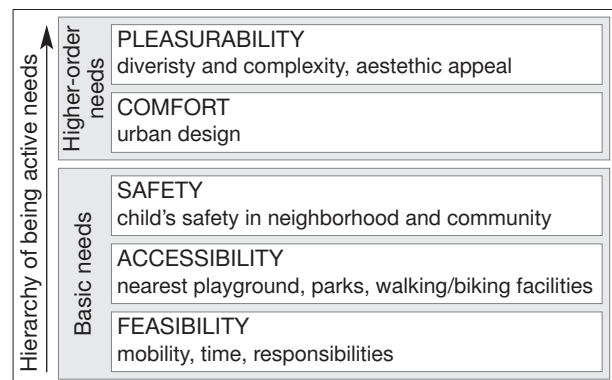 Hierarchy of being active needs
Higher-order
needs
PLEASURABILITY
diveristy and complexity, aestethic appeal
COMFORT
urban design
Basic needs
SAFETY
child's safety in neighborhood and community
ACCESSIBILITY
nearest playground, parks, walking/biking facilities
FEASIBILITY
mobility, time, responsibilities